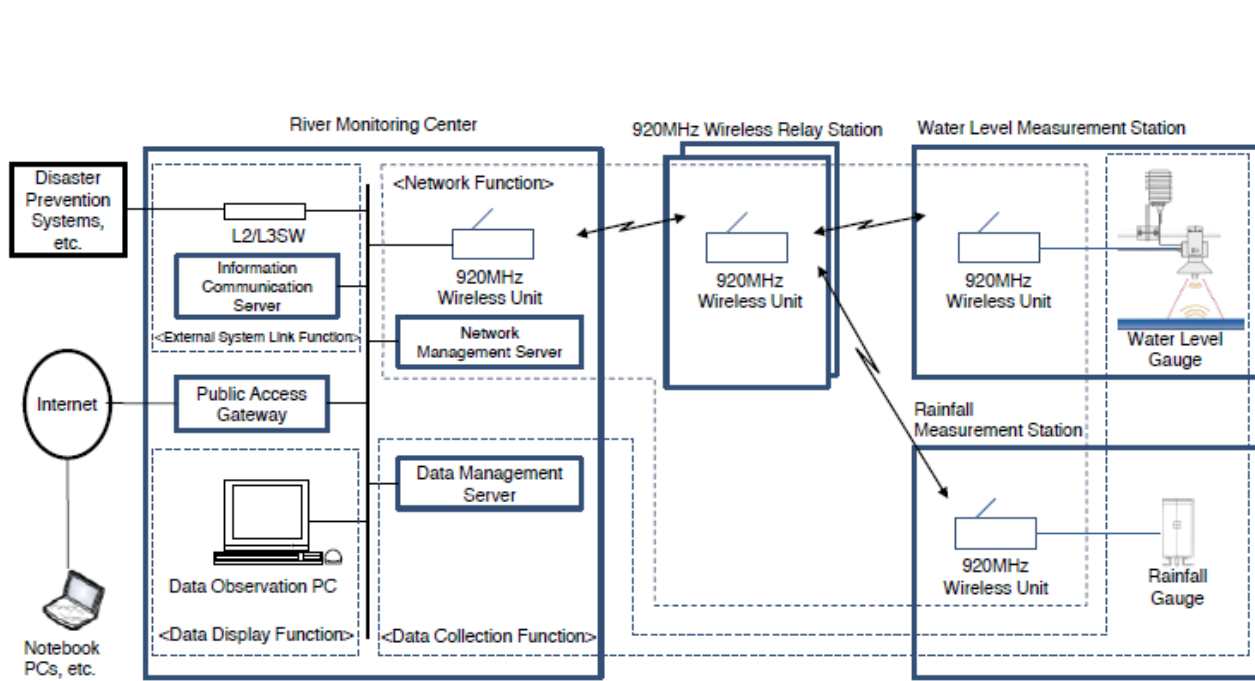 River Monitoring Center
920MHz Wireless Relay Station
Water Level Measurement Station
Disaster
Prevention
Systems,
etc.
<Network Function>
L2/L3SW
Information
Communication
Server
<External System Link Function>
920MHz
Wireless Unit
Network
Management Server
920MHz
Wireless Unit
920MHz
Wireless Unit
Water Level
Gauge
Internet
Public Access
Gateway
Rainfall
Measurement Station
Data Management
Server
Data Observation PC
<Data Display Function>
<Data Collection Function>
920MHz
Wireless Unit
Rainfall
Gauge
Notebook
PCs, etc.